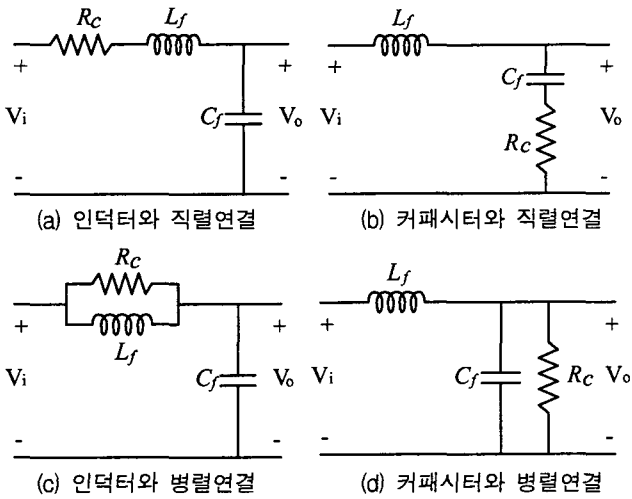 Rc Lf
+ +
Vi Cf Vo
- -
(a) 인덕터와 직렬연결
Lf
+ Cf +
Vi Rc Vo
- -
(b) 커패시터와 직렬연결
Rc
+ Lf +
Vi Cf Vo
- -
(c) 인덕터와 병렬연결
Lf
+ +
Vi Cf Rc Vo
- -
(d) 커패시터와 병렬연결